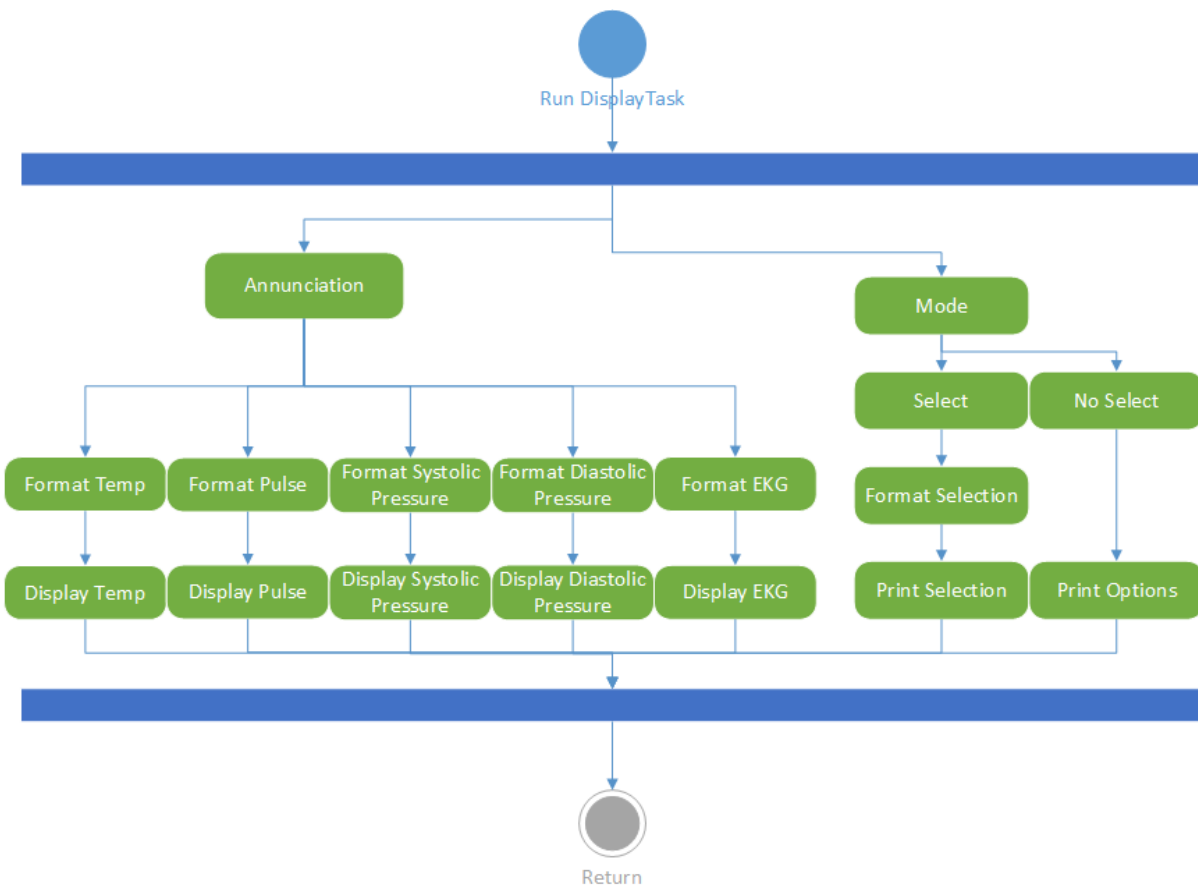 Run DisplayTask
Annunciation
Mode
Select
No Select
Format Temp
Format Pulse
Format Systolic
Pressure
Format Diastolic
Pressure
Format EKG
Format Selection
Display Temp
Display Pulse
Display Systolic
Pressure
Display Diastolic
Pressure
Display EKG
Print Selection
Print Options
Return